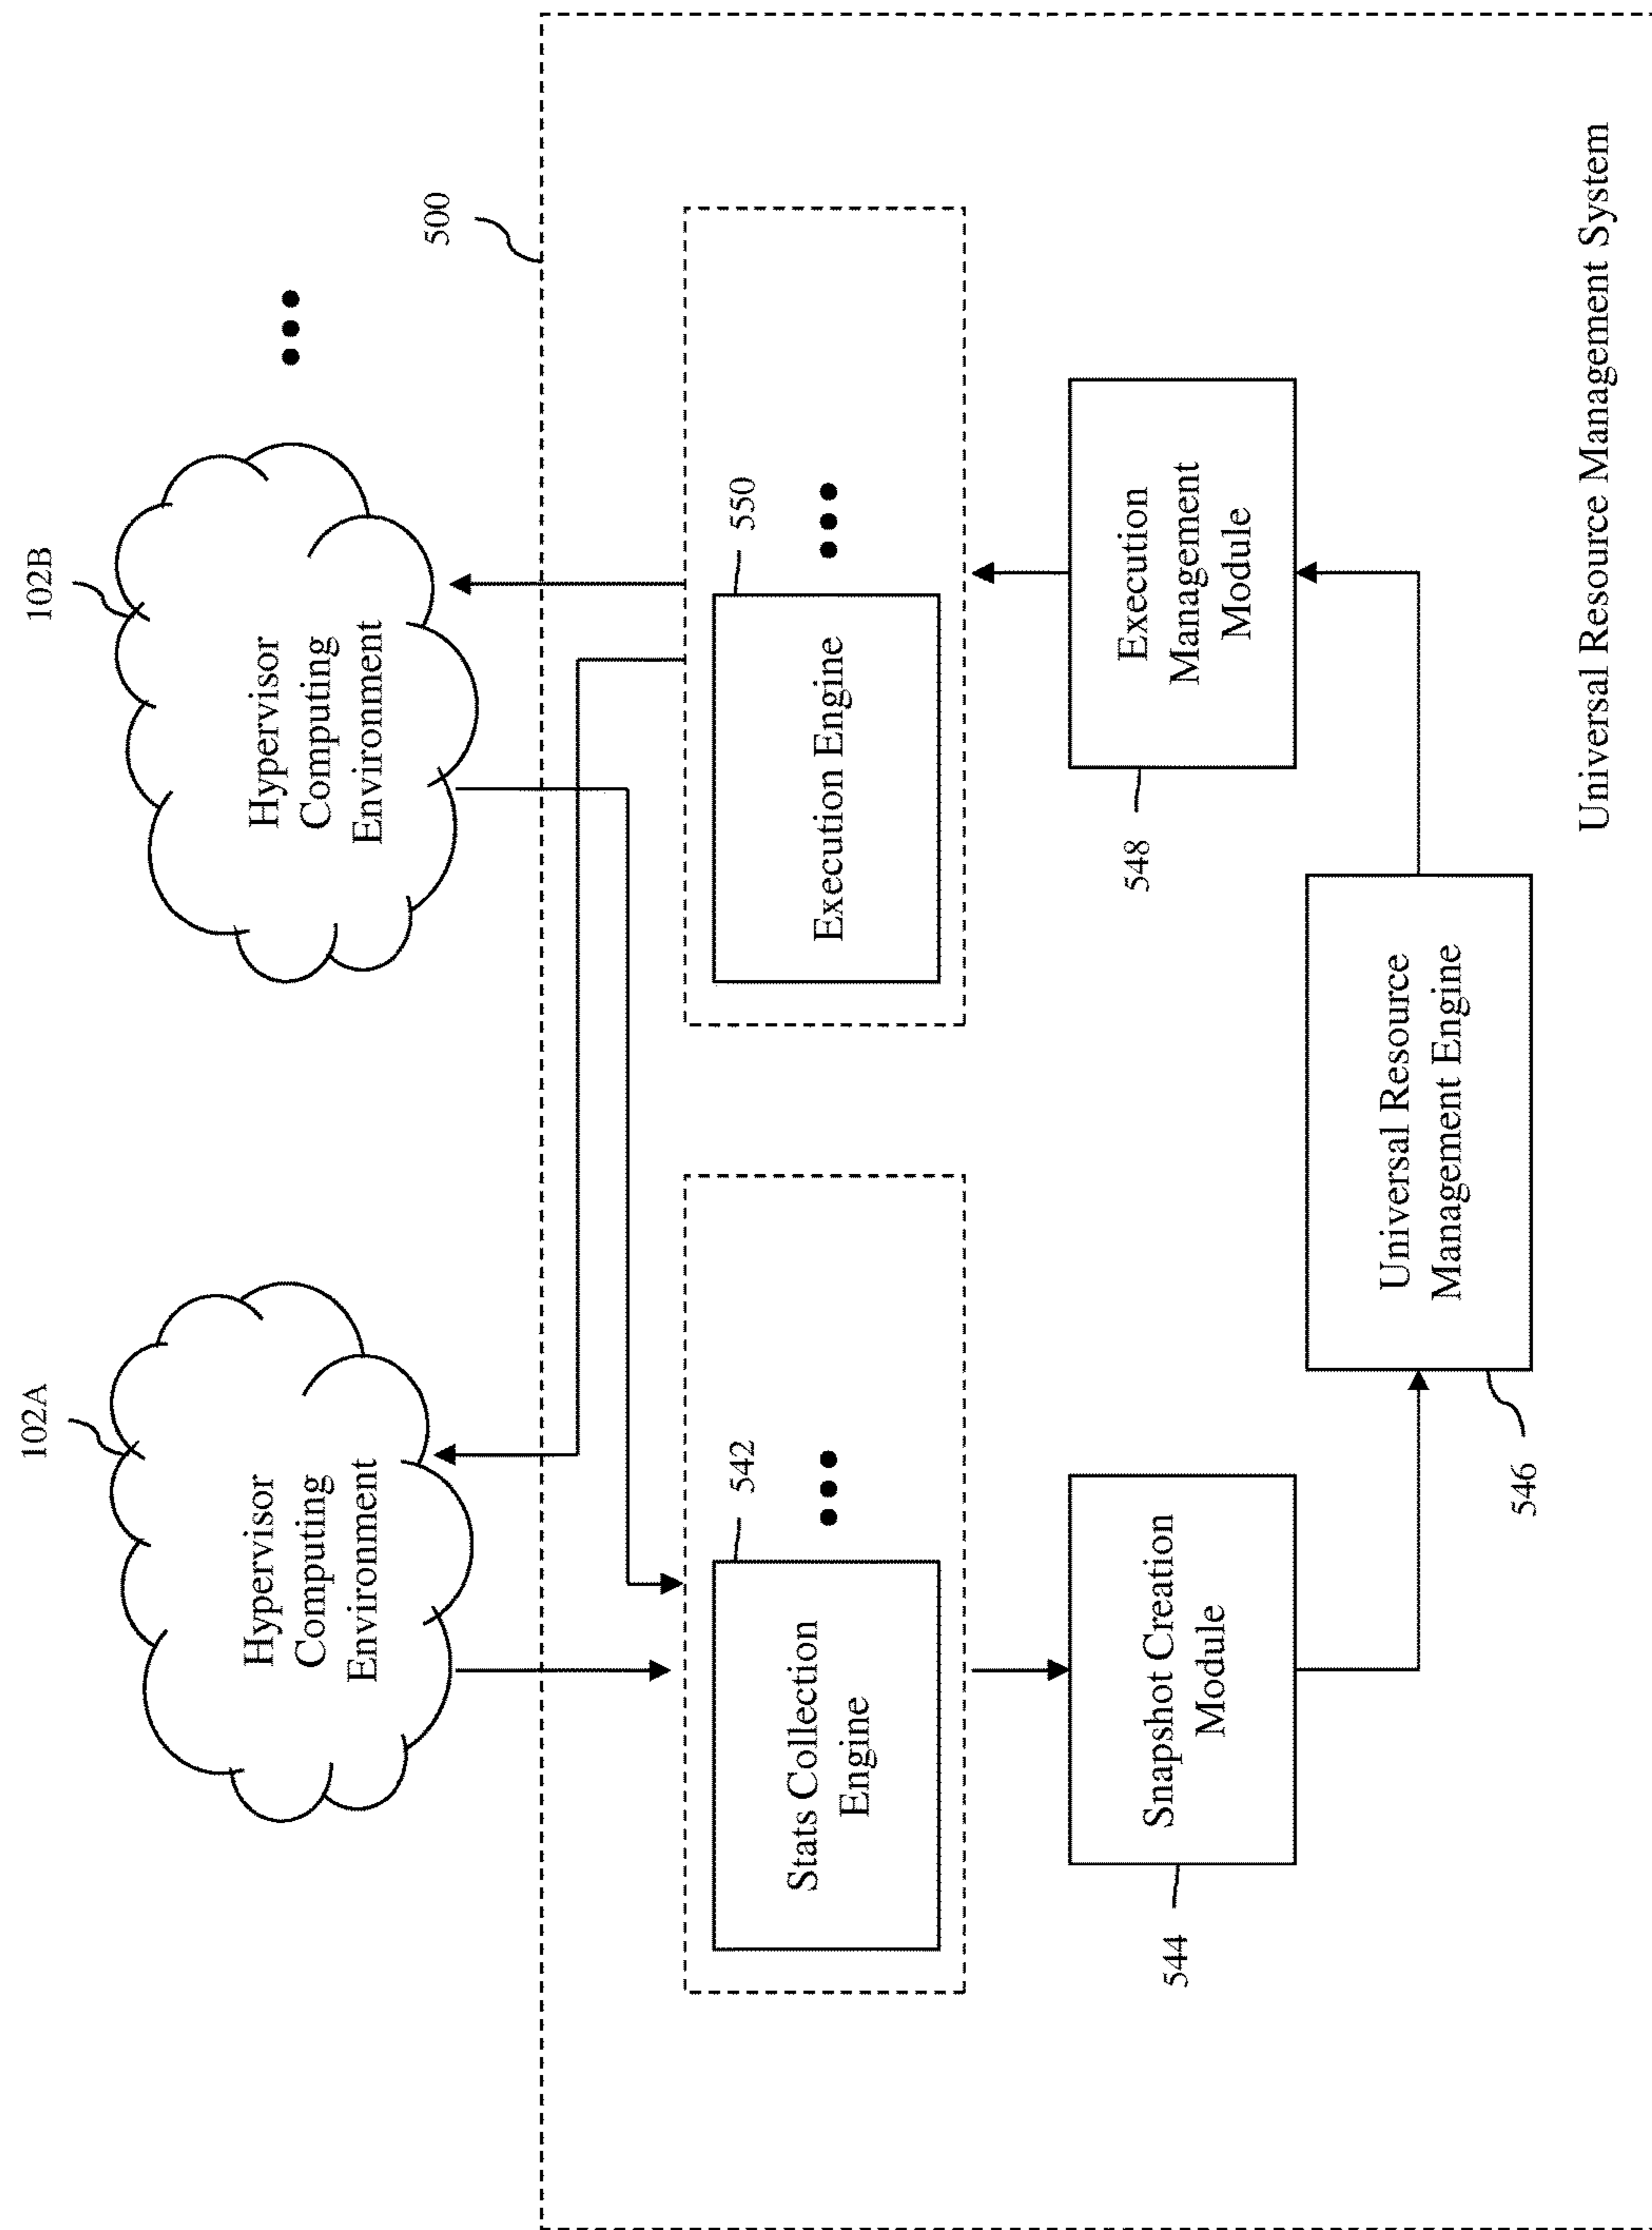 102A
102B
Hypervisor
Computing
Environment
Hypervisor
Computing
Environment
500
542
550
Stats Collection
Engine
Execution Engine
544
Snapshot Creation
Module
548
Execution
Management
Module
Universal Resource
Management Engine
546
Universal Resource Management System